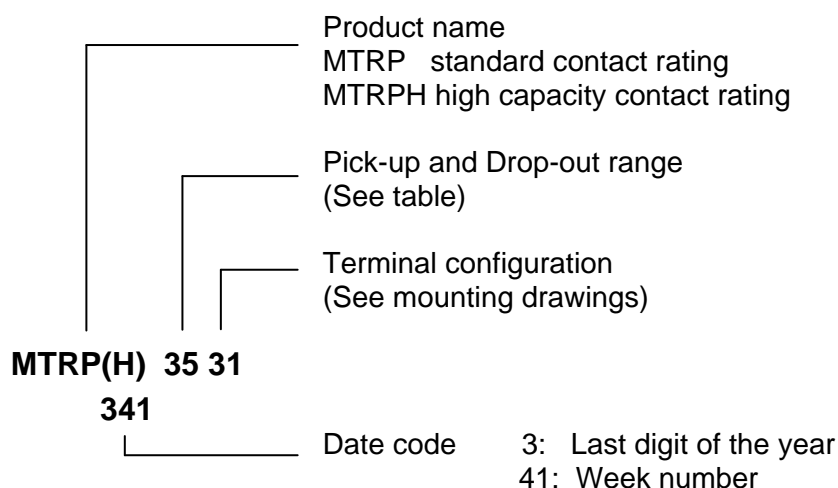 Product name
MTRP standard contact rating
MTRPH high capacity contact rating
Pick-up and Drop-out range
(See table)
Terminal configuration
(See mounting drawings)
MTRP(H) 35 31
341
Date code 3: Last digit of the year
41: Week number